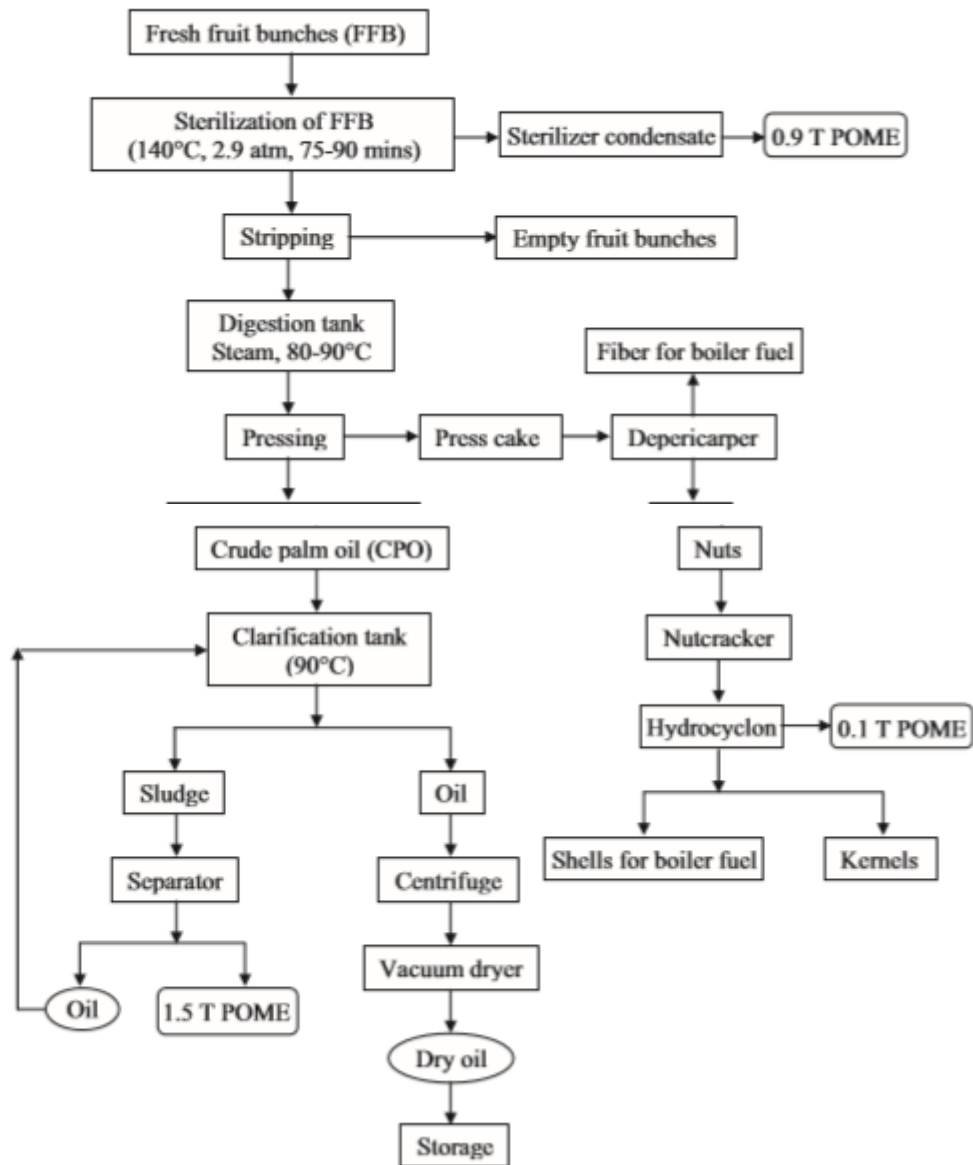 Fresh fruit bunches (FFB)
Sterilization of FFB
(140°C, 2.9 atm, 75-90 mins)
Sterilizer condensate
0.9 T POME
Stripping
Empty fruit bunches
Digestion tank
Steam, 80-90°C
Fiber for boiler fuel
Pressing
Press cake
Depericarper
Crude palm oil (CPO)
Nuts
Clarification tank
(90°C)
Nutcracker
Hydrocyclon
0.1 T POME
Sludge
Oil
Shells for boiler fuel
Kernels
Separator
Centrifuge
Vacuum dryer
Oil
1.5 T POME
Dry oil
Storage